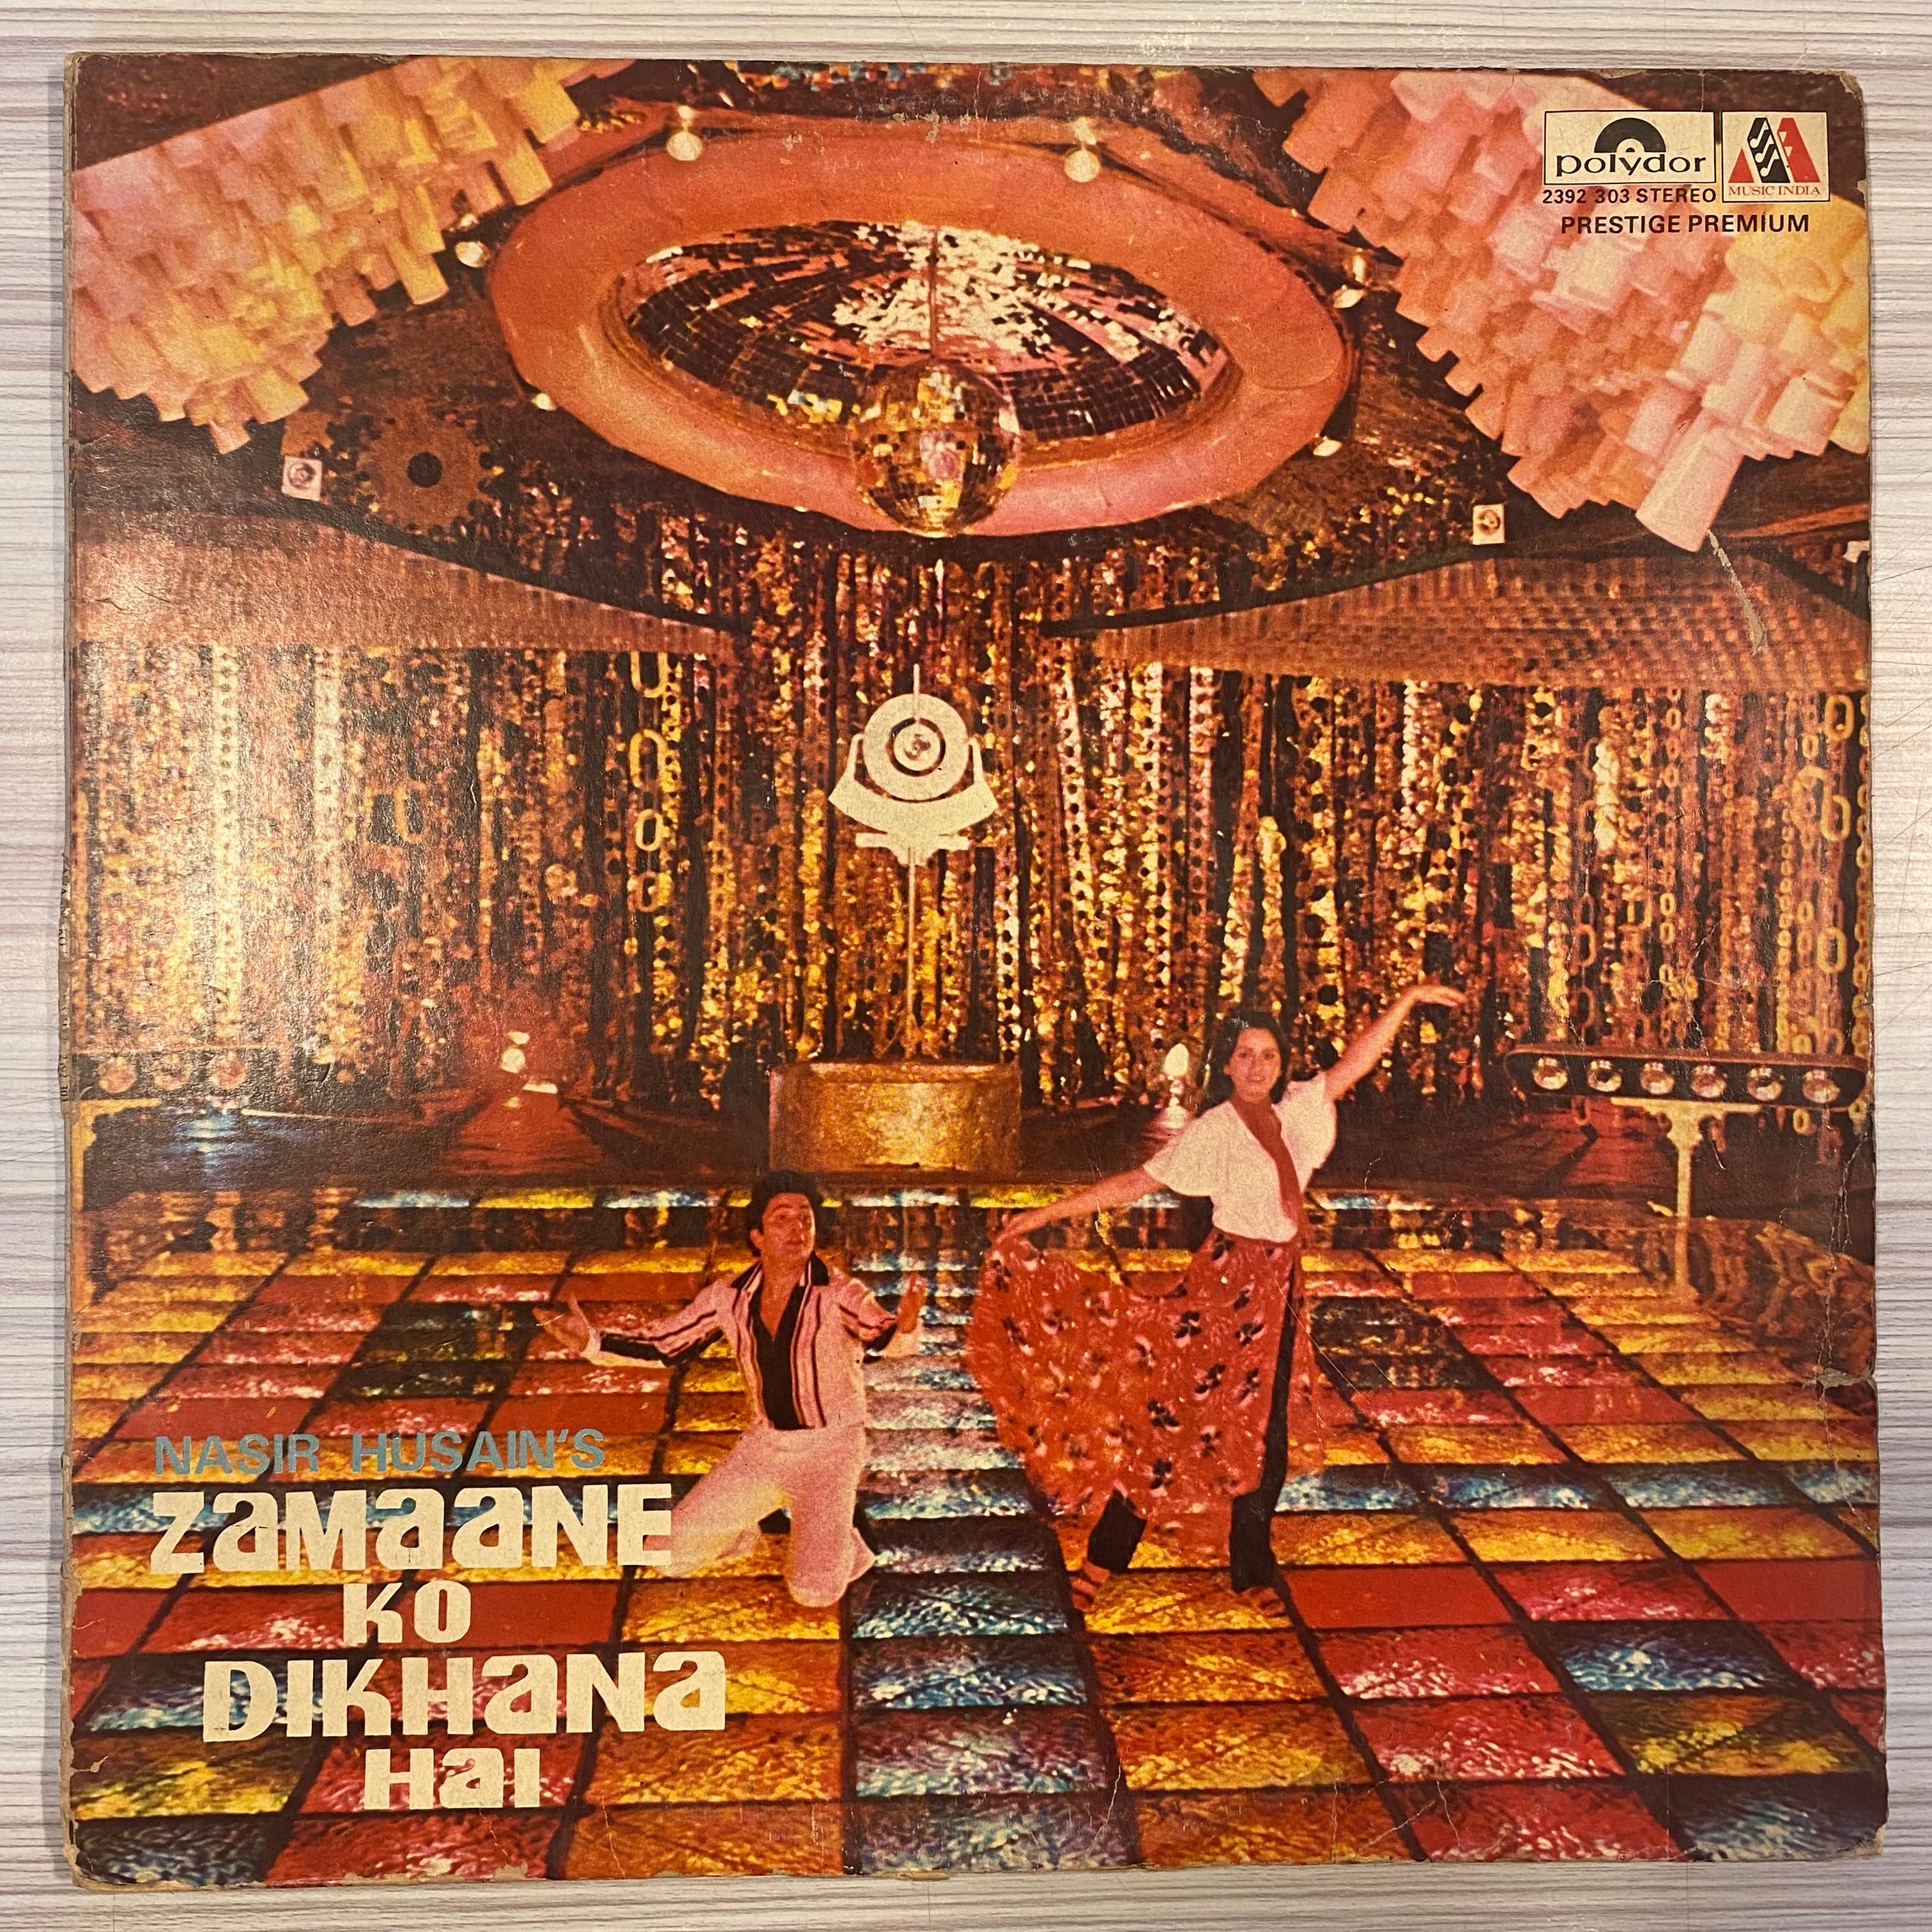 polydor
MUSIC INDIA
2392 303 STEREO
PRESTIGE PREMIUM
NASIR HUSAIN'S
ZAMAANE
KO
DIKHANA
HAI